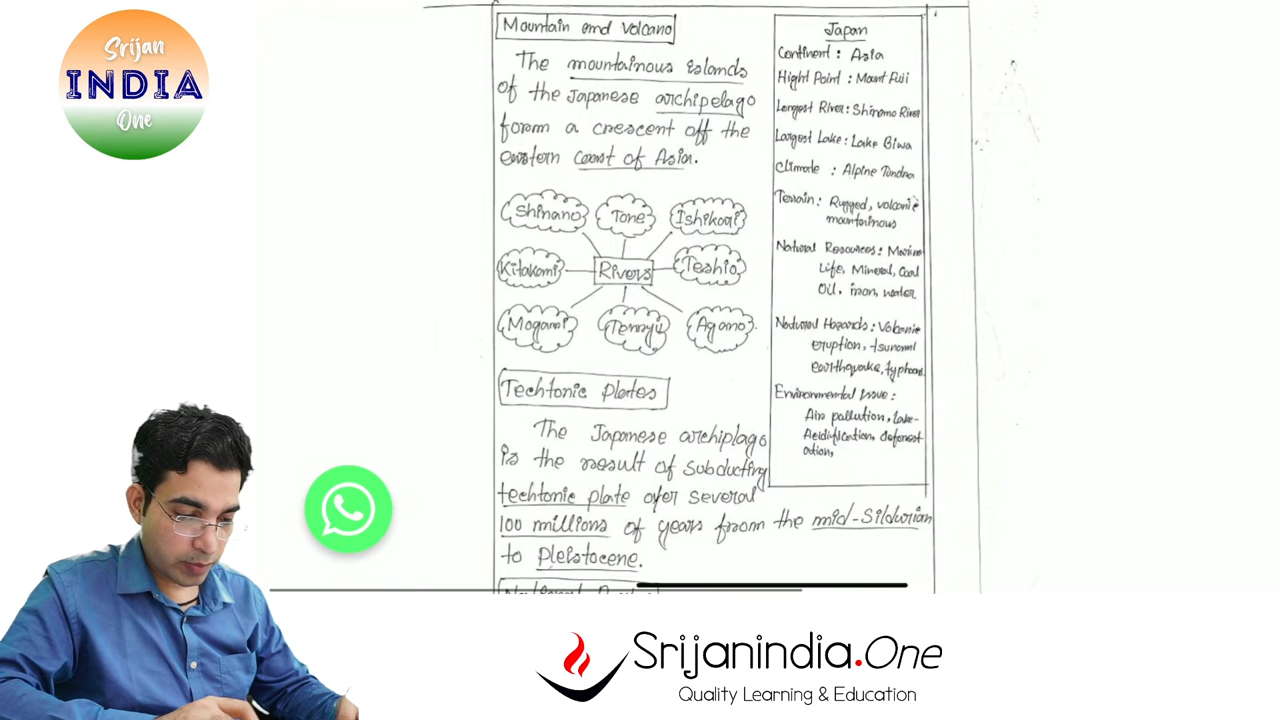 Srijan
INDIA
One
Mountain and Volcano
The mountainous islands
of the Japanese archipelago
form a crescent off the
eastern coast of Asia.
Shinano
Tone
Ishikari
Kitakami
Rivers
Teshio
Mogami
Tenryu
Agano
Techtonic plates
The Japanese archiplago
is the result of subducting
techtonic plate ofer several
100 millions of years from the mid-Sildurian
to Pleistocene.
Japan
Continent : Asia
Hight Point : Mount Fuji
Largest River : Shinano River
Largest Lake : Lake Biwa
Climate : Alpine Tundra
Terrain : Rugged, volcanic
mountainous
Natural Resources : Marine
Life, Mineral, Coal
Oil, iron, water.
Natural Hazards : Volcanic
eruption, tsunami
earthquake, typhoons.
Environmental Issue :
Air pollution, lake-
Acidification, deforest
ation,
Srijanindia.One
Quality Learning & Education